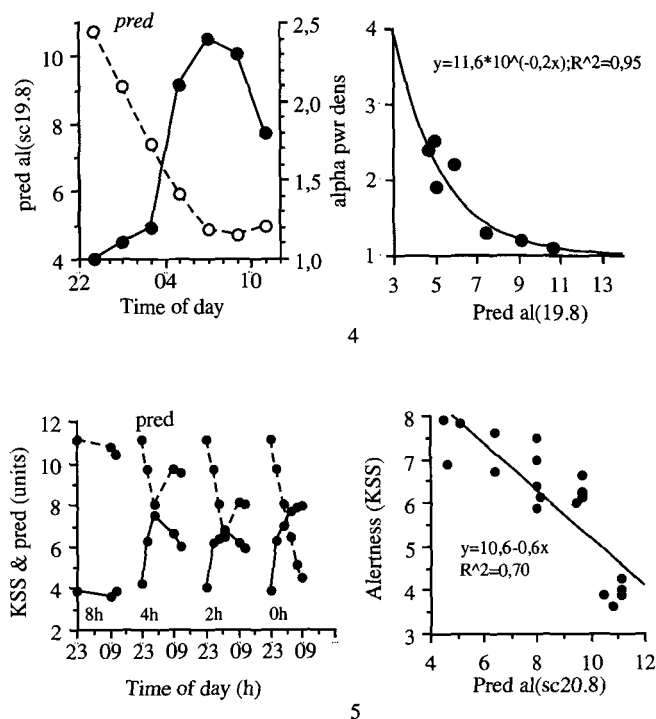 pred
pred al(sc19.8)
10
8
6
4
2,5
2,0
1,5
1,0
alpha pwr dens
22 04 10
Time of day
y=11,6*10^(-0,2x);R^2=0,95
4
3
2
1
3 5 7 9 11 13
Pred al(19.8)
4
pred
KSS & pred (units)
12
10
8
6
4
2
8h 4h 2h 0h
23 09 23 09 23 09 23 09
Time of day (h)
Alertness (KSS)
8
7
6
5
4
3
y=10,6-0,6x
R^2=0,70
4 6 8 10 12
Pred al(sc20.8)
5